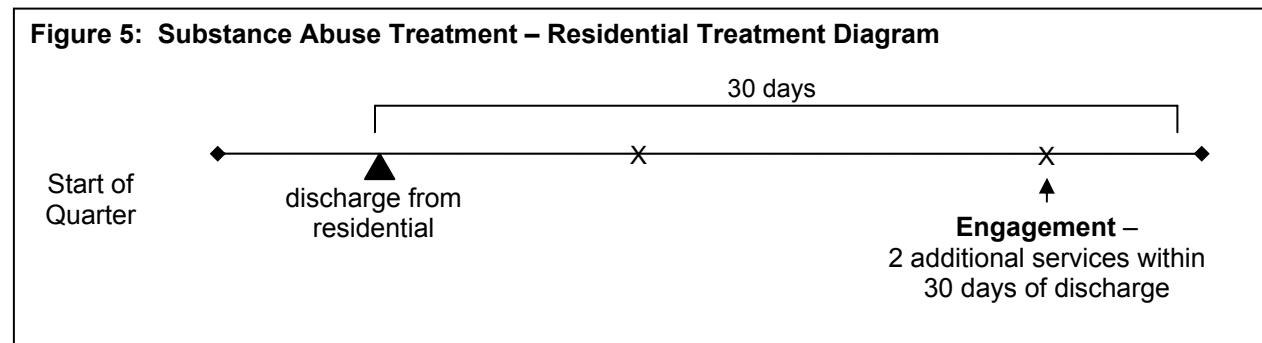 Figure 5: Substance Abuse Treatment – Residential Treatment Diagram
30 days
X
X
Start of
Quarter
discharge from
residential
Engagement –
2 additional services within
30 days of discharge